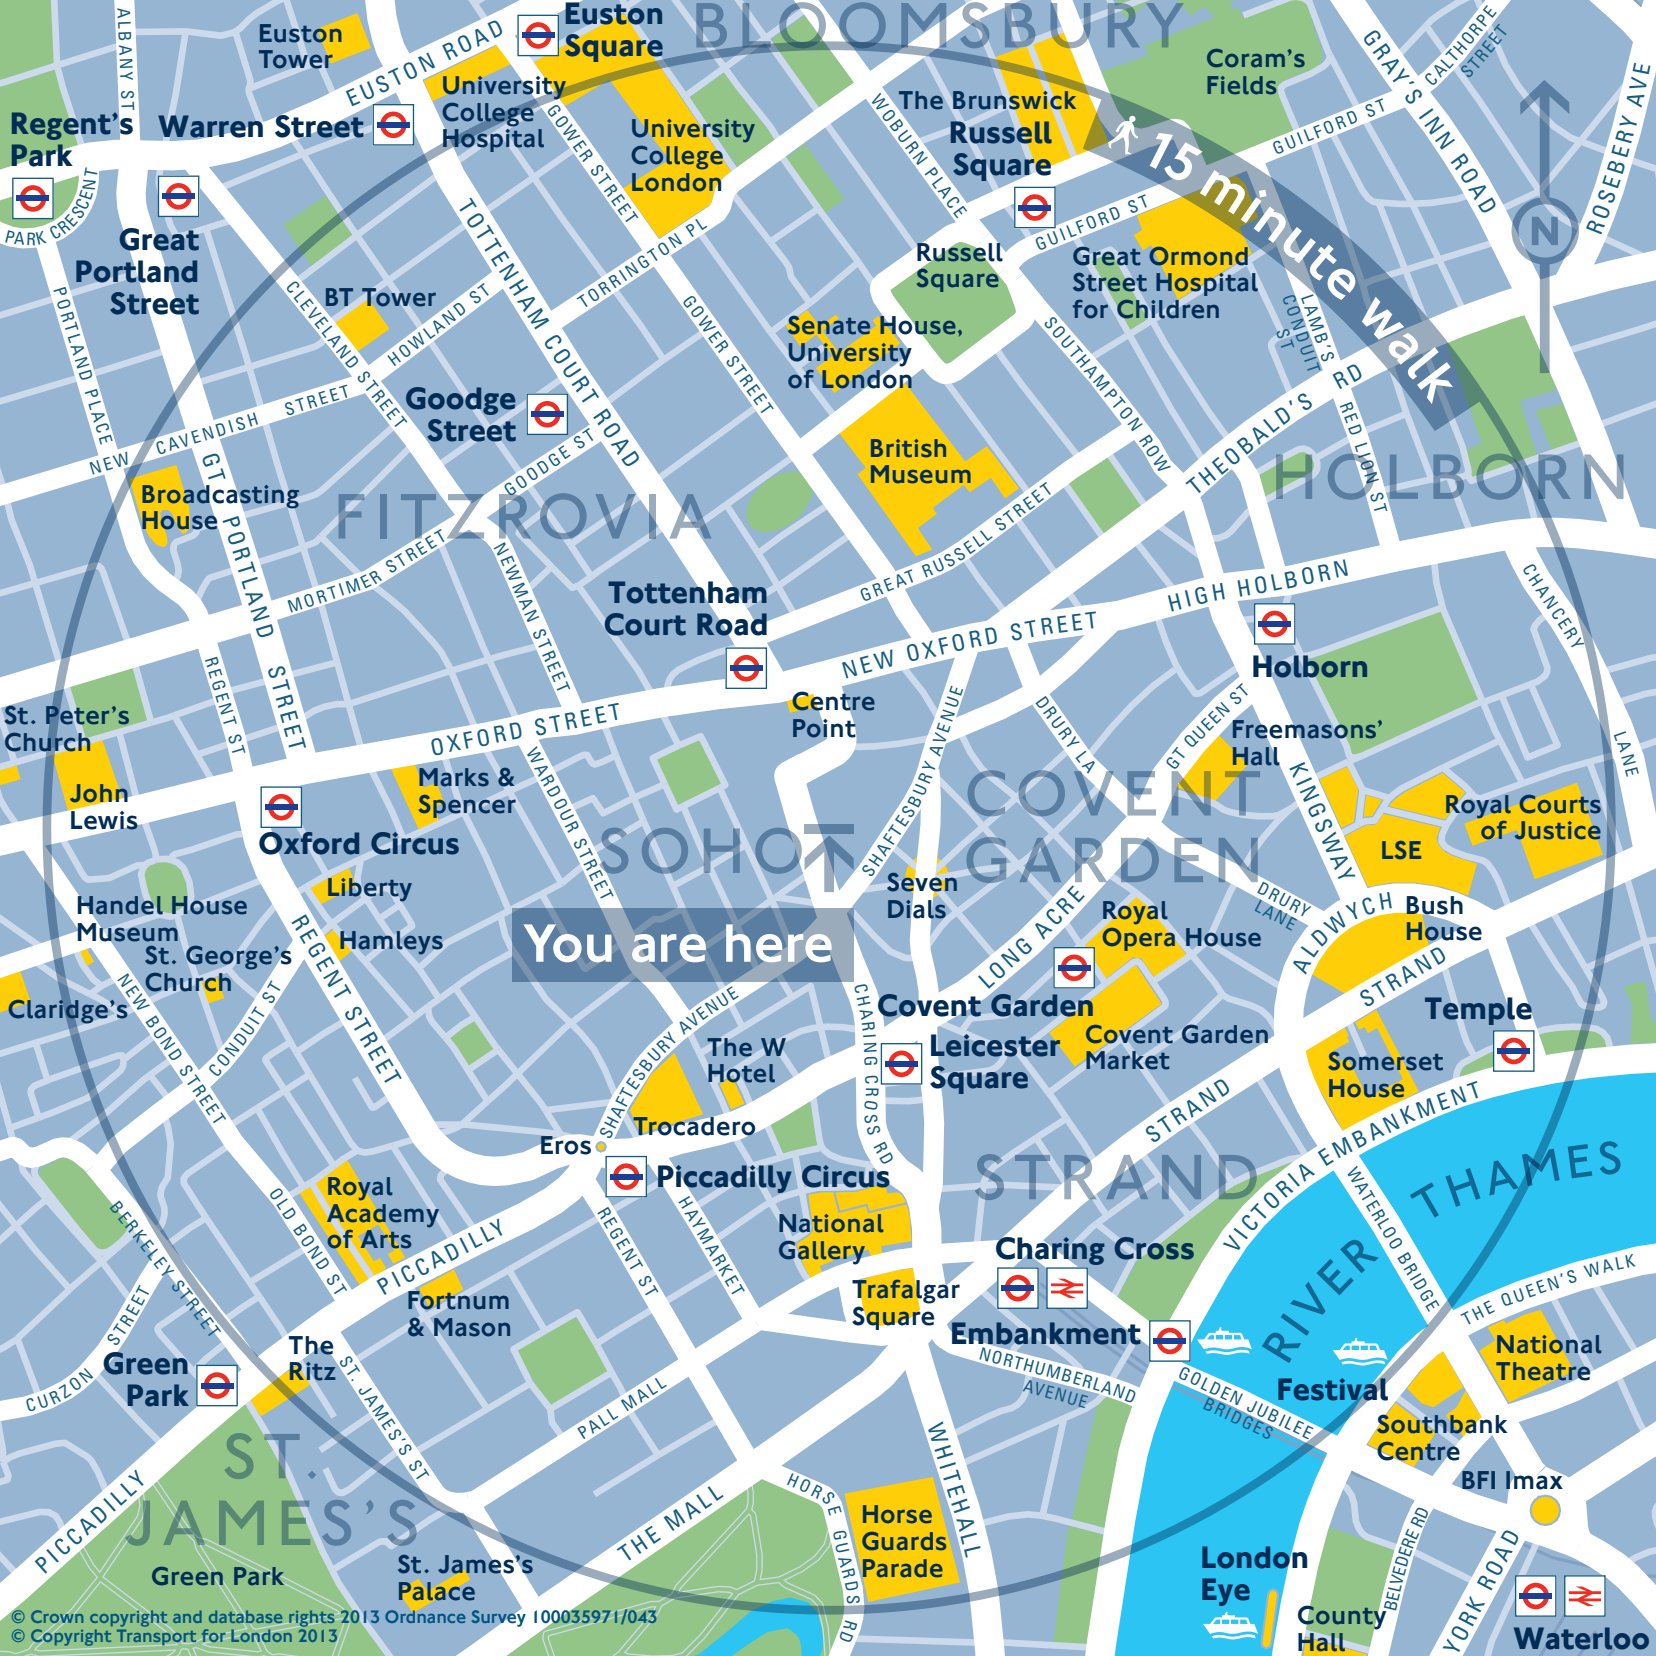 BLOOMSBURY
Euston
Square
Euston
Tower
ALBANY ST
EUSTON ROAD
University
College
Hospital
Regent's
Park
Warren Street
PARK CRESCENT
Great
Portland
Street
GOWER STREET
University
College
London
WOBURN PLACE
The Brunswick
Russell
Square
Coram's
Fields
GRAY'S INN ROAD
CALTHORPE
STREET
ROSEBERY AVE
GUILFORD ST
15 minute walk
N
GUILFORD ST
Great Ormond
Street Hospital
for Children
Russell
Square
LAMB'S
CONDUIT
ST
TORRINGTON PL
TOTTENHAM COURT ROAD
BT Tower
HOWLAND ST
CLEVELAND STREET
PORTLAND PLACE
GOWER STREET
Senate House,
University
of London
SOUTHAMPTON ROW
THEOBALD'S RD
RED LION ST
HOLBORN
Goodge
Street
GOODGE ST
NEW CAVENDISH STREET
British
Museum
Broadcasting
House
GT PORTLAND STREET
FITZROVIA
MORTIMER STREET
NEWMAN STREET
GREAT RUSSELL STREET
HIGH HOLBORN
Holborn
CHANCERY LANE
Tottenham
Court Road
NEW OXFORD STREET
Centre
Point
REGENT ST
OXFORD STREET
St. Peter's
Church
John
Lewis
Marks &
Spencer
Oxford Circus
WARDOUR STREET
SOHO
SHAFTESBURY AVENUE
DRURY LA
GT QUEEN ST
Freemasons'
Hall
COVENT
GARDEN
KINGSWAY
LSE
Royal Courts
of Justice
Handel House
Museum
Liberty
Hamleys
St. George's
Church
Claridge's
NEW BOND STREET
CONDUIT ST
REGENT STREET
You are here
Seven
Dials
LONG ACRE
Royal
Opera House
DRURY
LANE
ALDWYCH
Bush
House
STRAND
Temple
Covent Garden
Covent Garden
Market
Leicester
Square
CHARING CROSS RD
SHAFTESBURY AVENUE
The W
Hotel
Trocadero
Eros
Piccadilly Circus
Somerset
House
STRAND
VICTORIA EMBANKMENT
STRAND
WATERLOO BRIDGE
RIVER
THAMES
THE QUEEN'S WALK
BERKELEY STREET
OLD BOND ST
Royal
Academy
of Arts
PICCADILLY
Fortnum
& Mason
REGENT ST
HAYMARKET
National
Gallery
Trafalgar
Square
Charing Cross
Embankment
NORTHUMBERLAND
AVENUE
GOLDEN JUBILEE
BRIDGES
Festival
National
Theatre
Southbank
Centre
BFI Imax
CURZON STREET
Green
Park
The
Ritz
ST. JAMES'S ST
PALL MALL
WHITEHALL
ST.
JAMES'S
PICCADILLY
Green Park
St. James's
Palace
THE MALL
HORSE GUARDS RD
Horse
Guards
Parade
London
Eye
County
Hall
BELVEDERE RD
YORK ROAD
Waterloo
© Crown copyright and database rights 2013 Ordnance Survey 100035971/043
© Copyright Transport for London 2013